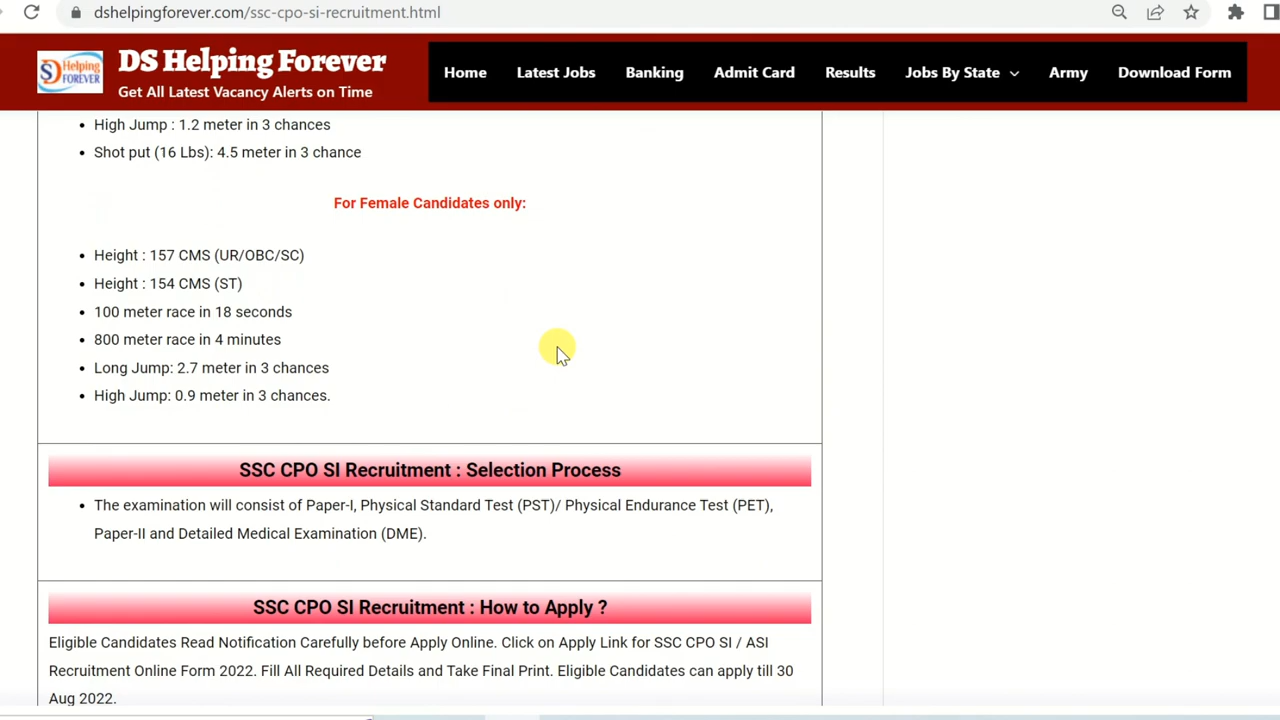 dshelpingforever.com/ssc-cpo-si-recruitment.html
SD Helping FOREVER
DS Helping Forever
Get All Latest Vacancy Alerts on Time
Home Latest Jobs Banking Admit Card Results Jobs By State Army Download Form
• High Jump : 1.2 meter in 3 chances
• Shot put (16 Lbs): 4.5 meter in 3 chance
For Female Candidates only:
• Height : 157 CMS (UR/OBC/SC)
• Height : 154 CMS (ST)
• 100 meter race in 18 seconds
• 800 meter race in 4 minutes
• Long Jump: 2.7 meter in 3 chances
• High Jump: 0.9 meter in 3 chances.
SSC CPO SI Recruitment : Selection Process
• The examination will consist of Paper-I, Physical Standard Test (PST)/ Physical Endurance Test (PET),
Paper-II and Detailed Medical Examination (DME).
SSC CPO SI Recruitment : How to Apply ?
Eligible Candidates Read Notification Carefully before Apply Online. Click on Apply Link for SSC CPO SI / ASI
Recruitment Online Form 2022. Fill All Required Details and Take Final Print. Eligible Candidates can apply till 30
Aug 2022.